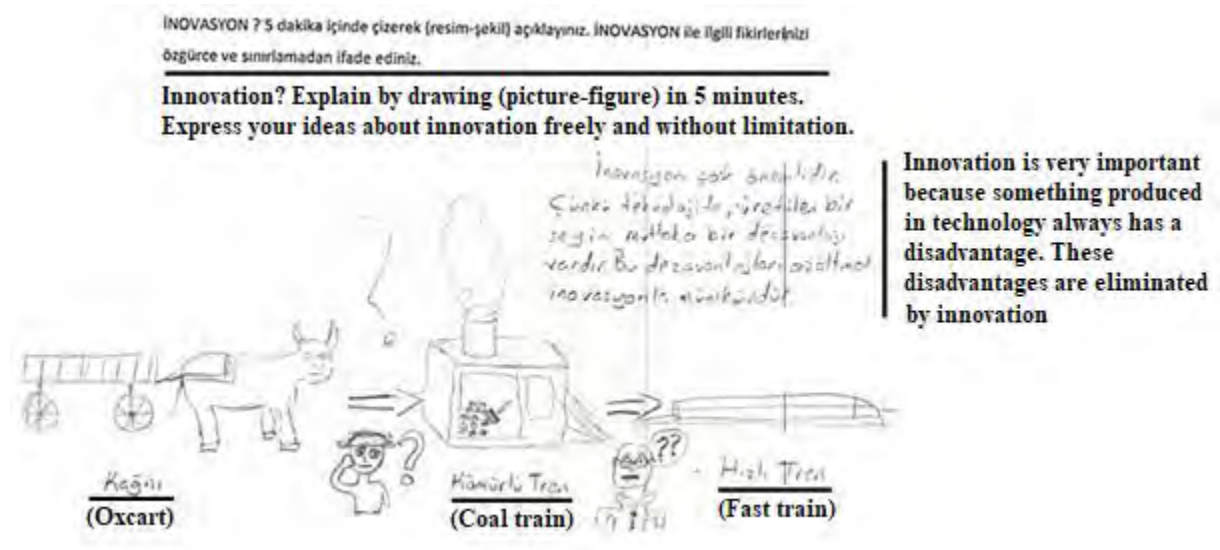 İNOVASYON ? 5 dakika içinde çizerek (resim-şekil) açıklayınız. İNOVASYON ile ilgili fikirlerinizi
özgürce ve sınırlamadan ifade ediniz.
Innovation? Explain by drawing (picture-figure) in 5 minutes.
Express your ideas about innovation freely and without limitation.
İnovasyon çok önemlidir.
Çünkü teknolojide, üretilen bir
şeyin mutlaka bir dezavantajı
vardır. Bu dezavantajları azaltmak
inovasyonla mümkündür.
Innovation is very important
because something produced
in technology always has a
disadvantage. These
disadvantages are eliminated
by innovation
?
??
Kağnı
(Oxcart)
Kömürlü Tren
(Coal train)
Hızlı Tren
(Fast train)